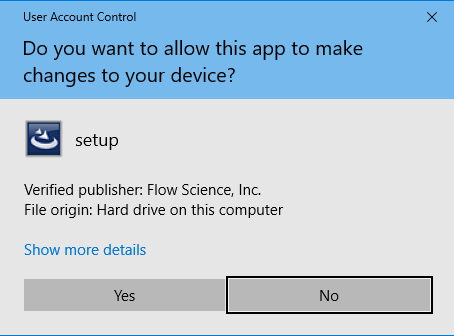 User Account Control
Do you want to allow this app to make
changes to your device?
setup
Verified publisher: Flow Science, Inc.
File origin: Hard drive on this computer
Show more details
Yes
No